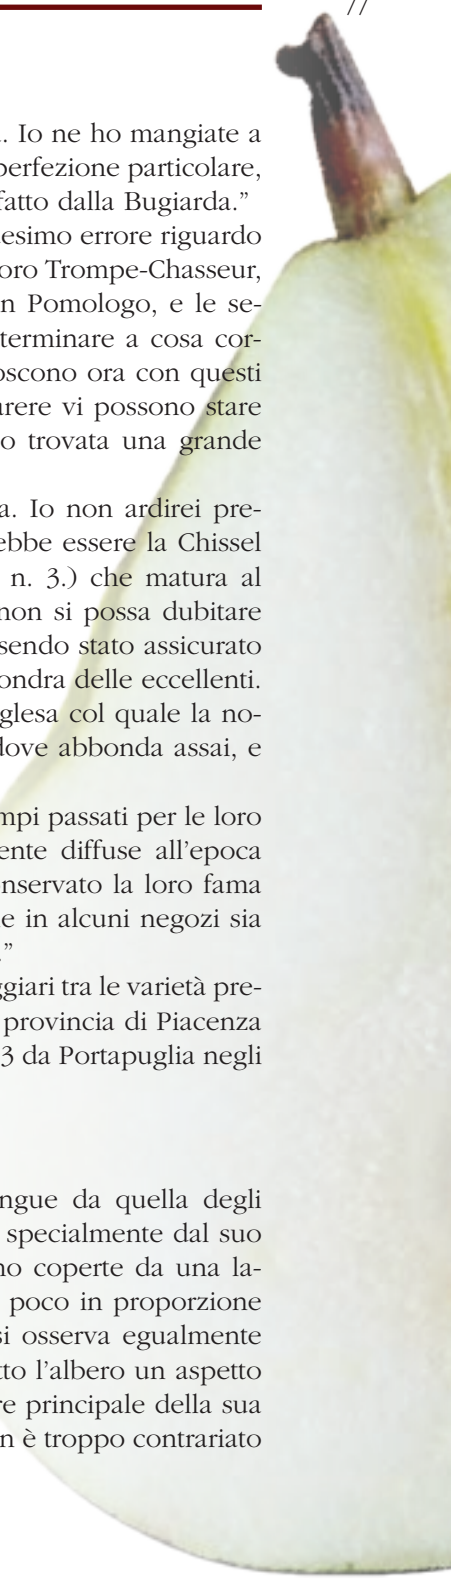 77
. Io ne ho mangiate a
perfezione particolare,
fatto dalla Bugiarda.”
esimo errore riguardo
oro Trompe-Chasseur,
n Pomologo, e le se-
terminare a cosa cor-
oscono ora con questi
arere vi possono stare
o trovata una grande
a. Io non ardirei pre-
ebbe essere la Chissel
n. 3.) che matura al
non si possa dubitare
sendo stato assicurato
ondra delle eccellenti.
glesa col quale la no-
dove abbonda assai, e
mpi passati per le loro
ente diffuse all’epoca
onservato la loro fama
e in alcuni negozi sia
.”
ggiari tra le varietà pre-
provincia di Piacenza
3 da Portapuglia negli
ngue da quella degli
specialmente dal suo
no coperte da una la-
poco in proporzione
si osserva egualmente
tto l’albero un aspetto
re principale della sua
n è troppo contrariato